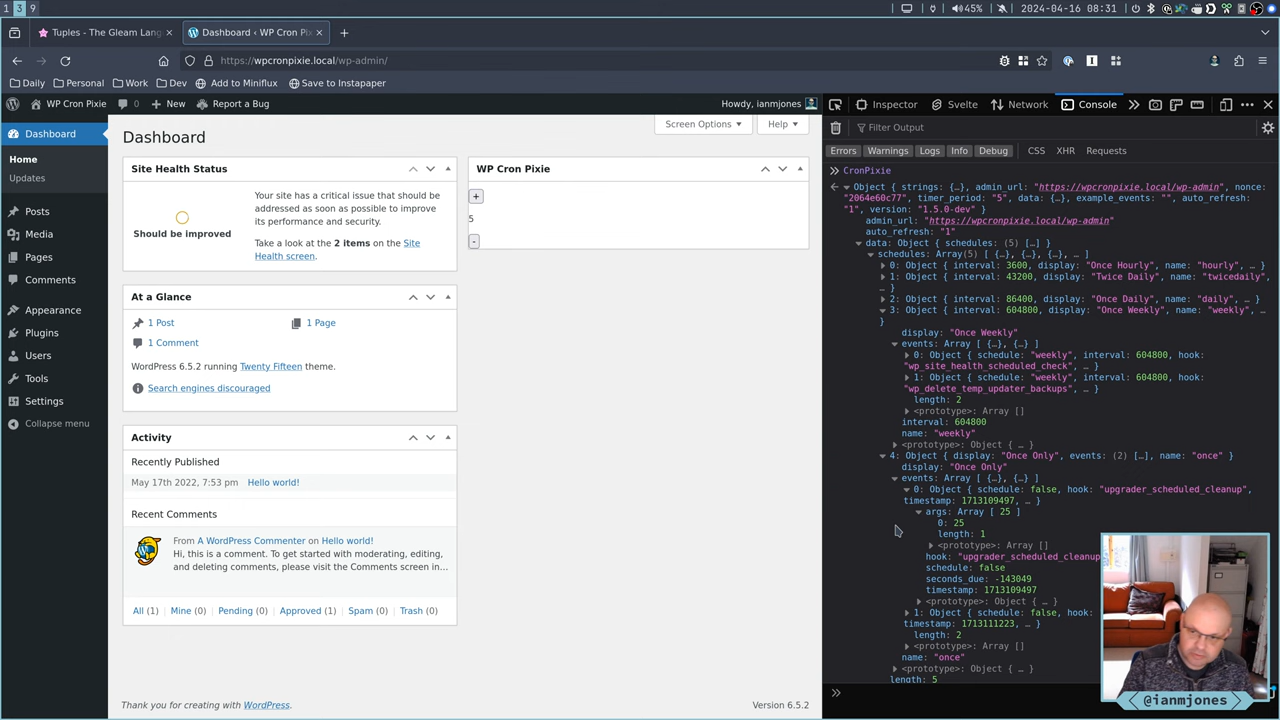 1 3 9
45%
2024-04-16 08:31
Tuples - The Gleam Lang
Dashboard ‹ WP Cron Pi
https://wpcronpixie.local/wp-admin/
Daily Personal Work Dev Add to Miniflux Save to Instapaper
WP Cron Pixie 0 New Report a Bug
Howdy, ianmjones
Inspector Svelte Network Console
Dashboard
Home
Updates
Posts
Media
Pages
Comments
Appearance
Plugins
Users
Tools
Settings
Collapse menu
Dashboard
Screen Options
Help
Site Health Status
Should be improved
Your site has a critical issue that should be
addressed as soon as possible to improve
its performance and security.
Take a look at the 2 items on the Site
Health screen.
At a Glance
1 Post
1 Page
1 Comment
WordPress 6.5.2 running Twenty Fifteen theme.
Search engines discouraged
Activity
Recently Published
May 17th 2022, 7:53 pm Hello world!
Recent Comments
From A WordPress Commenter on Hello world!
Hi, this is a comment. To get started with moderating, editing,
and deleting comments, please visit the Comments screen in…
All (1) Mine (0) Pending (0) Approved (1) Spam (0) Trash (0)
WP Cron Pixie
+
5
-
Thank you for creating with WordPress.
Version 6.5.2
Filter Output
Errors Warnings Logs Info Debug CSS XHR Requests
CronPixie
Object { strings: {…}, admin_url: "https://wpcronpixie.local/wp-admin", nonce:
"2064e60c77", timer_period: "5", data: {…}, example_events: "", auto_refresh:
"1", version: "1.5.0-dev" }
admin_url: "https://wpcronpixie.local/wp-admin"
auto_refresh: "1"
data: Object { schedules: (5) […] }
schedules: Array(5) [ {…}, {…}, {…}, … ]
0: Object { interval: 3600, display: "Once Hourly", name: "hourly", … }
1: Object { interval: 43200, display: "Twice Daily", name: "twicedaily",
… }
2: Object { interval: 86400, display: "Once Daily", name: "daily", … }
3: Object { interval: 604800, display: "Once Weekly", name: "weekly", …
}
display: "Once Weekly"
events: Array [ {…}, {…} ]
0: Object { schedule: "weekly", interval: 604800, hook:
"wp_site_health_scheduled_check", … }
1: Object { schedule: "weekly", interval: 604800, hook:
"wp_delete_temp_updater_backups", … }
length: 2
<prototype>: Array []
interval: 604800
name: "weekly"
<prototype>: Object { … }
4: Object { display: "Once Only", events: (2) […], name: "once" }
display: "Once Only"
events: Array [ {…}, {…} ]
0: Object { schedule: false, hook: "upgrader_scheduled_cleanup",
timestamp: 1713109497, … }
args: Array [ 25 ]
0: 25
length: 1
<prototype>: Array []
hook: "upgrader_scheduled_cleanup
schedule: false
seconds_due: -143049
timestamp: 1713109497
<prototype>: Object { … }
1: Object { schedule: false, hook:
timestamp: 1713111223, … }
length: 2
<prototype>: Array []
name: "once"
<prototype>: Object { … }
length: 5
@ianmjones